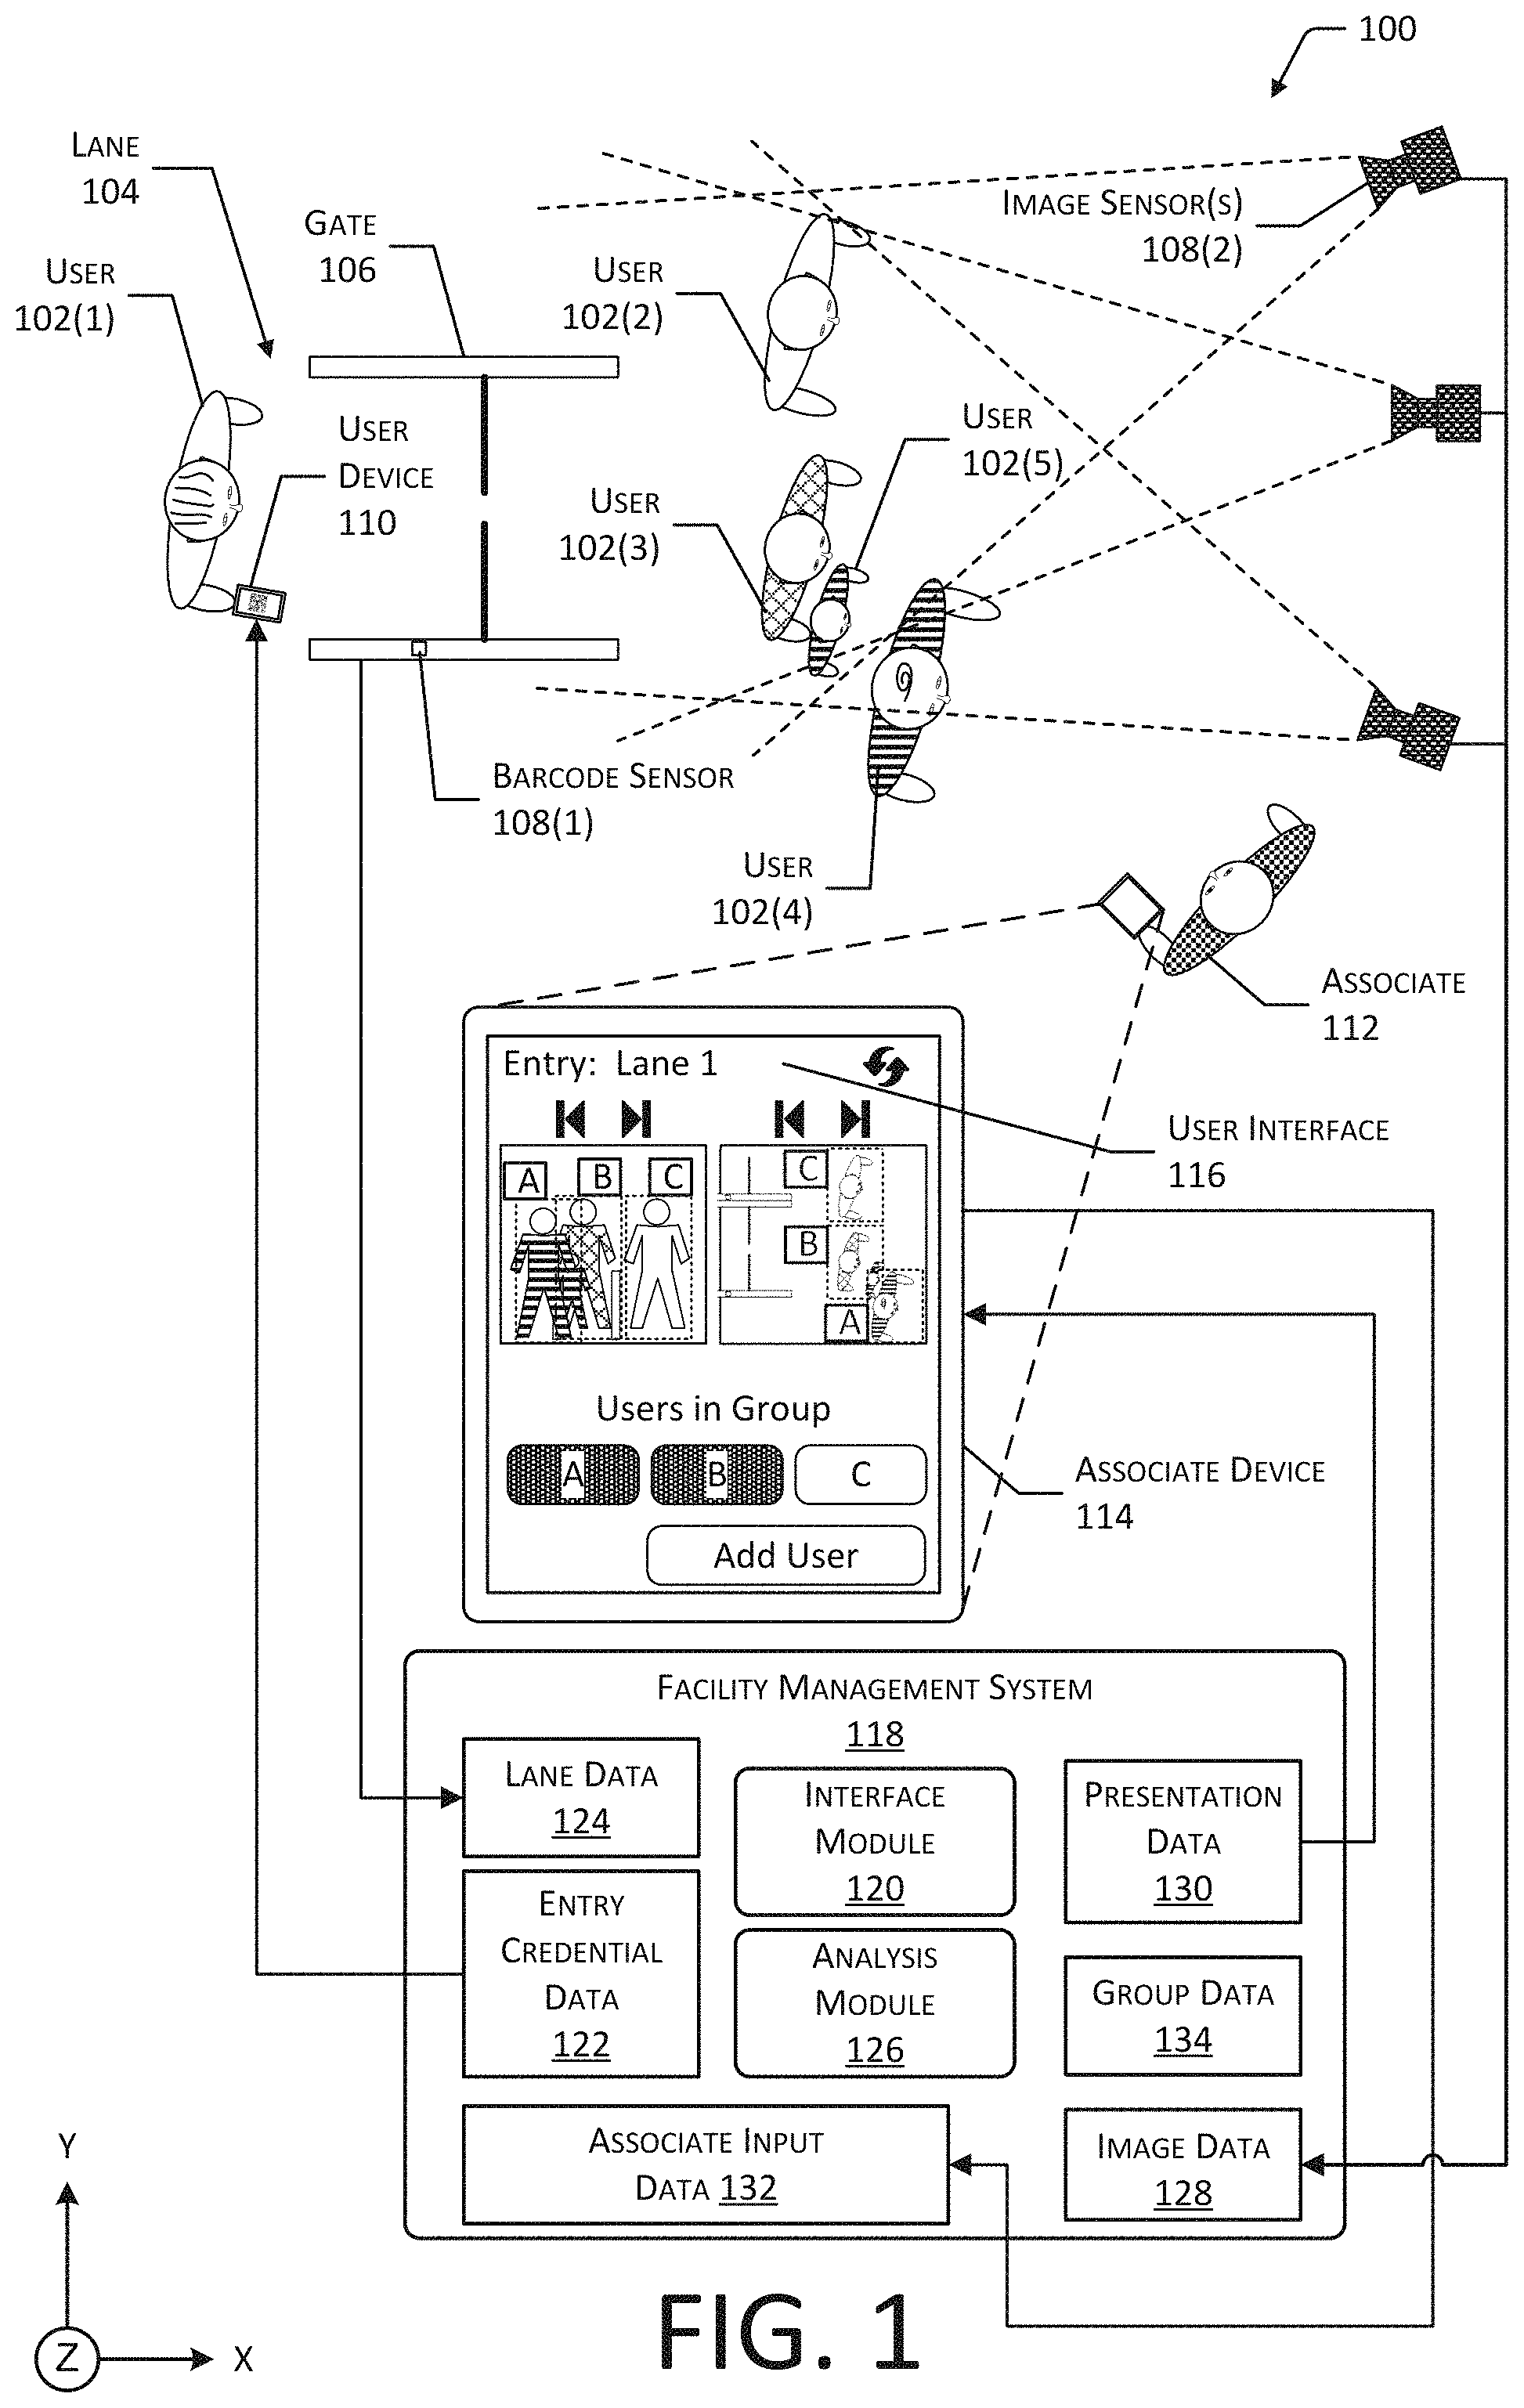 100
LANE
104
IMAGE SENSOR(S)
108(2)
GATE
106
USER
102(1)
USER
102(2)
USER
DEVICE
110
USER
102(5)
USER
102(3)
BARCODE SENSOR
108(1)
USER
102(4)
ASSOCIATE
112
Entry: Lane 1
USER INTERFACE
116
A
B
C
C
B
A
Users in Group
A
B
C
Add User
ASSOCIATE DEVICE
114
FACILITY MANAGEMENT SYSTEM
118
LANE DATA
124
INTERFACE
MODULE
120
PRESENTATION
DATA
130
ENTRY
CREDENTIAL
DATA
122
ANALYSIS
MODULE
126
GROUP DATA
134
ASSOCIATE INPUT
DATA 132
IMAGE DATA
128
Y
Z
X
FIG. 1